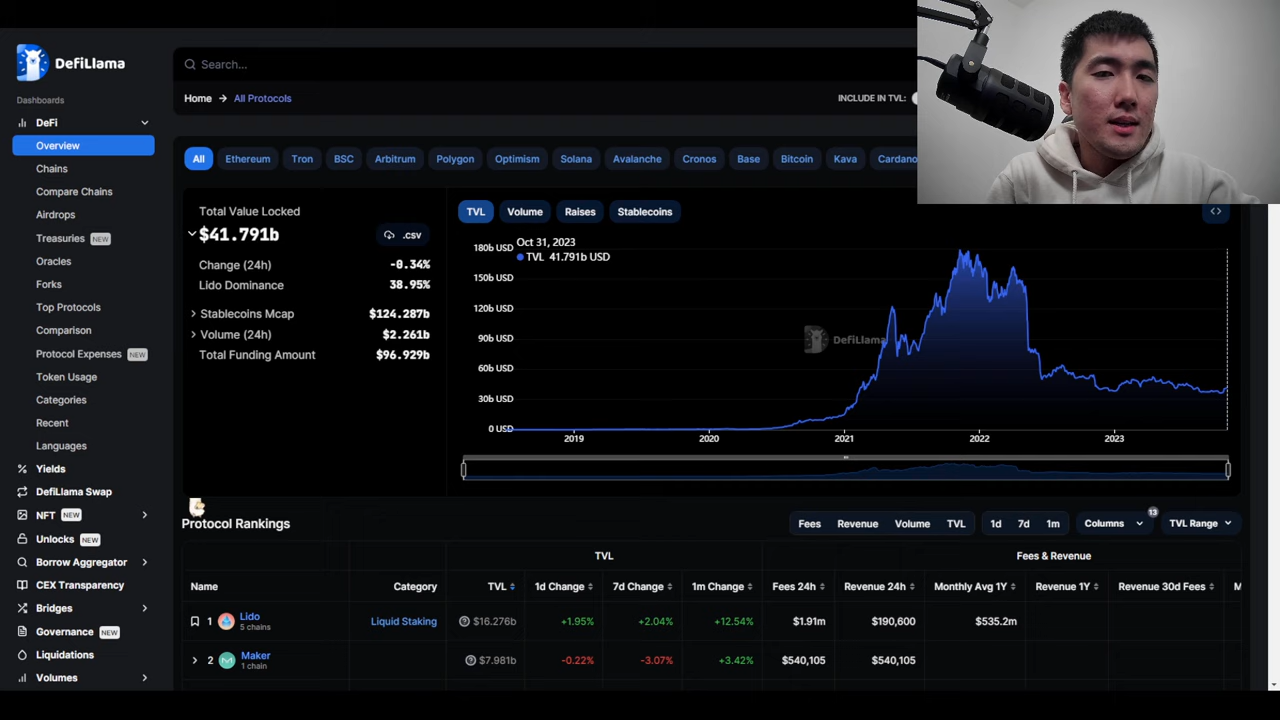 DefiLlama
Search...
Dashboards
Home → All Protocols
INCLUDE IN TVL:
DeFi
Overview
Chains
Compare Chains
Airdrops
Treasuries NEW
Oracles
Forks
Top Protocols
Comparison
Protocol Expenses NEW
Token Usage
Categories
Recent
Languages
Yields
DefiLlama Swap
NFT NEW
Unlocks NEW
Borrow Aggregator
CEX Transparency
Bridges
Governance NEW
Liquidations
Volumes
All Ethereum Tron BSC Arbitrum Polygon Optimism Solana Avalanche Cronos Base Bitcoin Kava Cardano
Total Value Locked
$41.791b
.CSV
Change (24h) -0.34%
Lido Dominance 38.95%
Stablecoins Mcap $124.287b
Volume (24h) $2.261b
Total Funding Amount $96.929b
TVL Volume Raises Stablecoins
Oct 31, 2023
TVL 41.791b USD
180b USD
150b USD
120b USD
90b USD
60b USD
30b USD
0 USD
DefiLlama
2019 2020 2021 2022 2023
Protocol Rankings
Fees Revenue Volume TVL
1d 7d 1m
Columns
13
TVL Range
TVL Fees & Revenue
Name Category TVL 1d Change 7d Change 1m Change Fees 24h Revenue 24h Monthly Avg 1Y Revenue 1Y Revenue 30d Fees M
1 Lido Liquid Staking $16.276b +1.95% +2.04% +12.54% $1.91m $190,600 $535.2m
5 chains
2 Maker $7.981b -0.22% -3.07% +3.42% $540,105 $540,105
1 chain